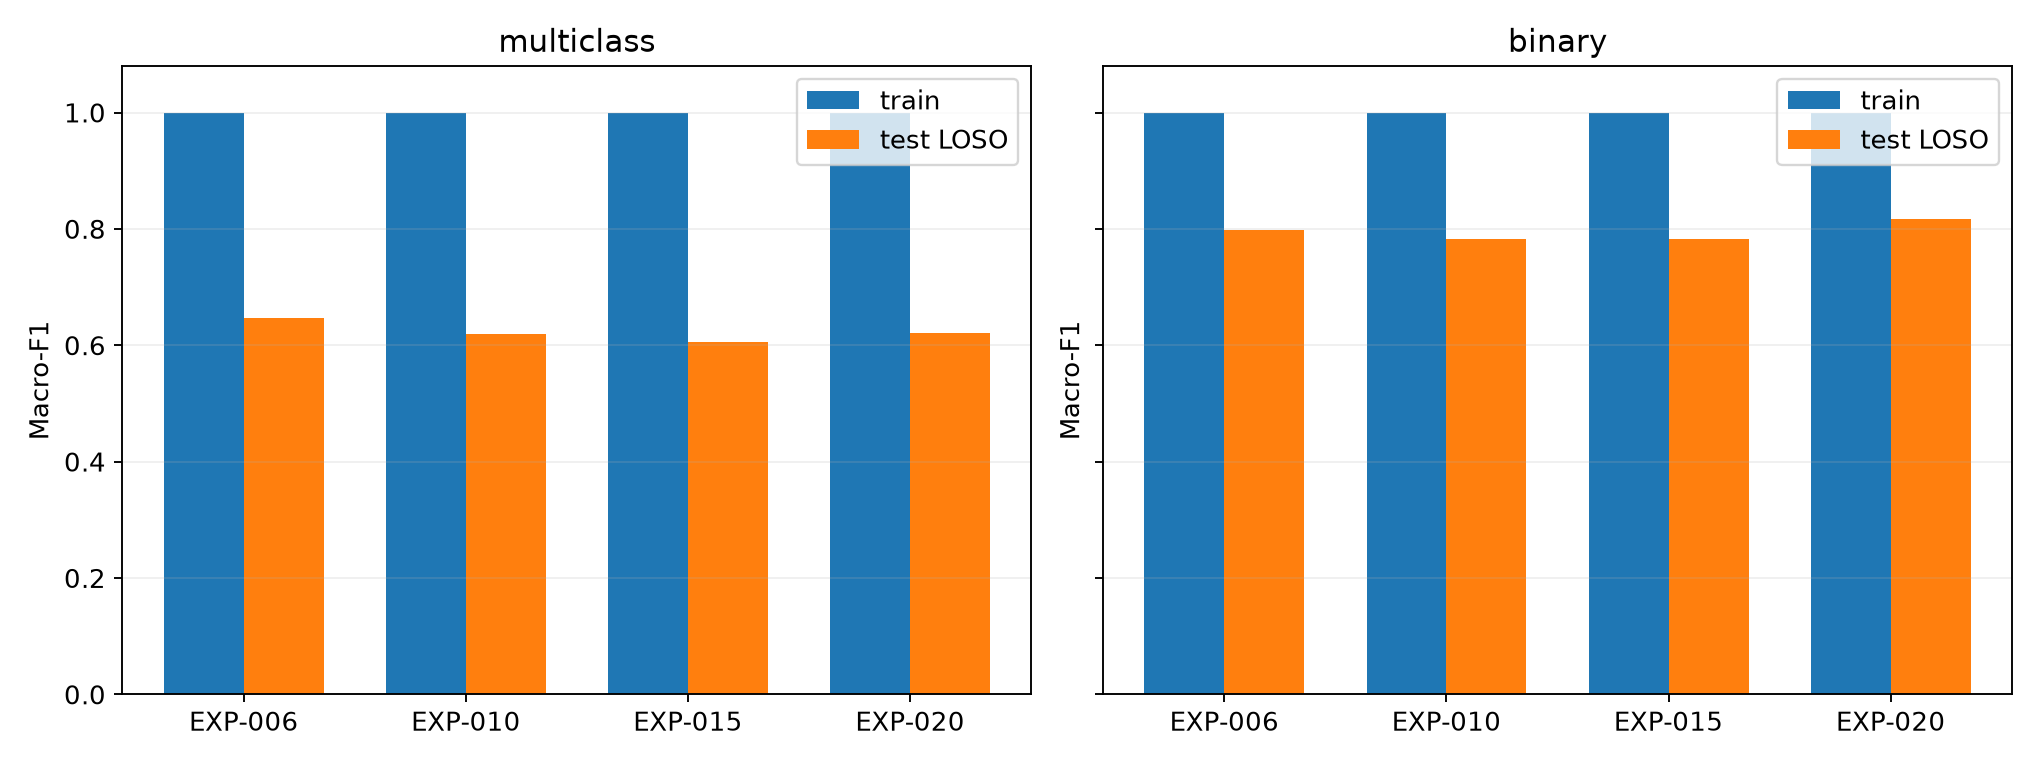 multiclass
train
test LOSO
Macro-F1
1.0
0.8
0.6
0.4
0.2
0.0
EXP-006
EXP-010
EXP-015
EXP-020
binary
train
test LOSO
Macro-F1
EXP-006
EXP-010
EXP-015
EXP-020